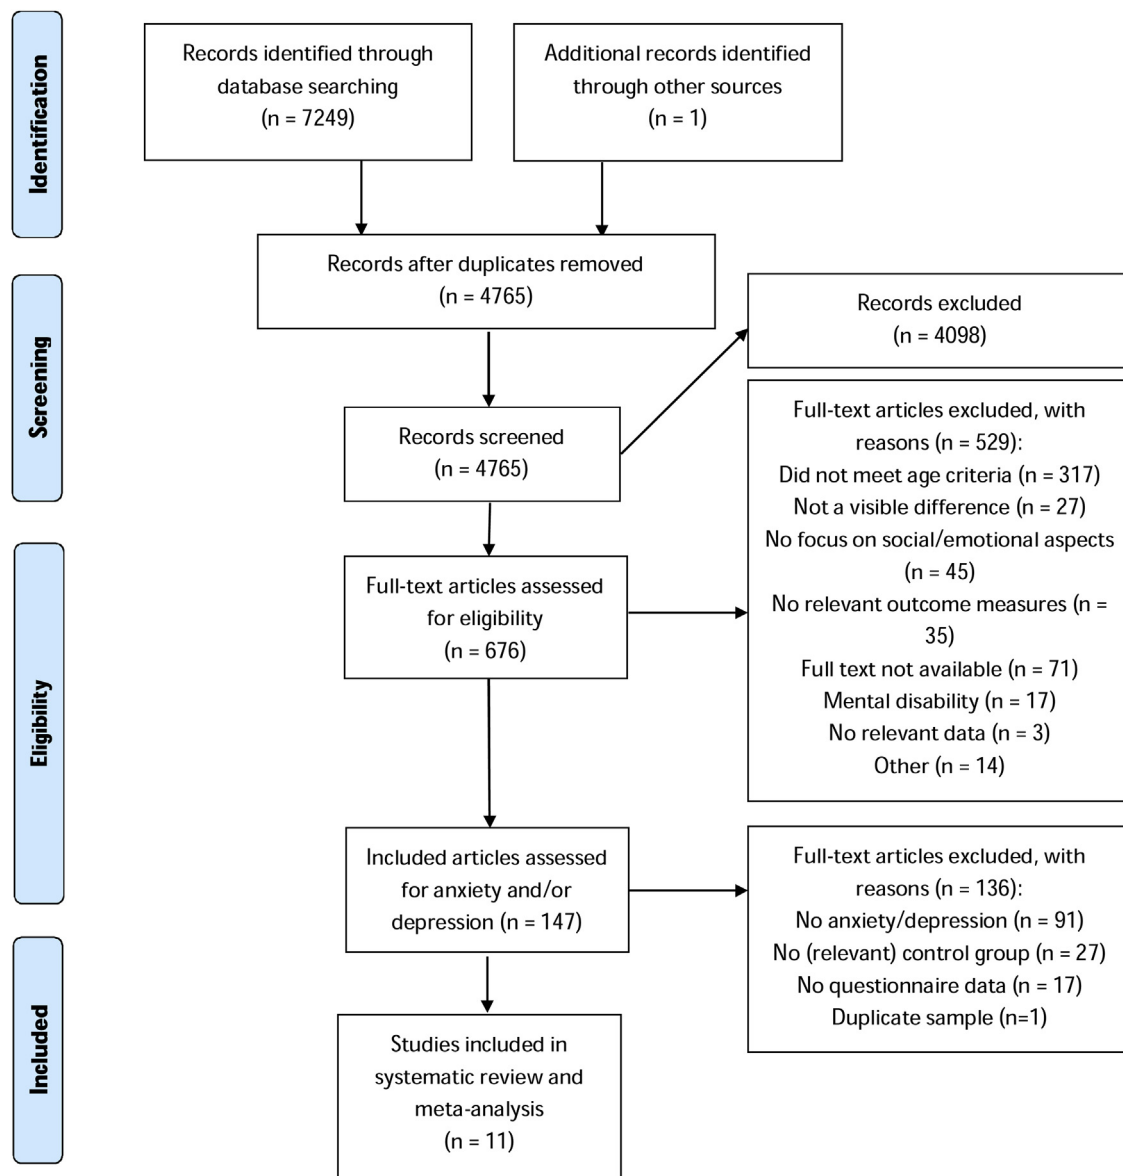 Identification
Records identified through
database searching
(n = 7249)
Additional records identified
through other sources
(n = 1)
Records after duplicates removed
(n = 4765)
Screening
Records excluded
(n = 4098)
Records screened
(n = 4765)
Full-text articles excluded, with
reasons (n = 529):
Did not meet age criteria (n = 317)
Not a visible difference (n = 27)
No focus on social/emotional aspects
(n = 45)
No relevant outcome measures (n =
35)
Full text not available (n = 71)
Mental disability (n = 17)
No relevant data (n = 3)
Other (n = 14)
Eligibility
Full-text articles assessed
for eligibility
(n = 676)
Included articles assessed
for anxiety and/or
depression (n = 147)
Full-text articles excluded, with
reasons (n = 136):
No anxiety/depression (n = 91)
No (relevant) control group (n = 27)
No questionnaire data (n = 17)
Duplicate sample (n=1)
Included
Studies included in
systematic review and
meta-analysis
(n = 11)